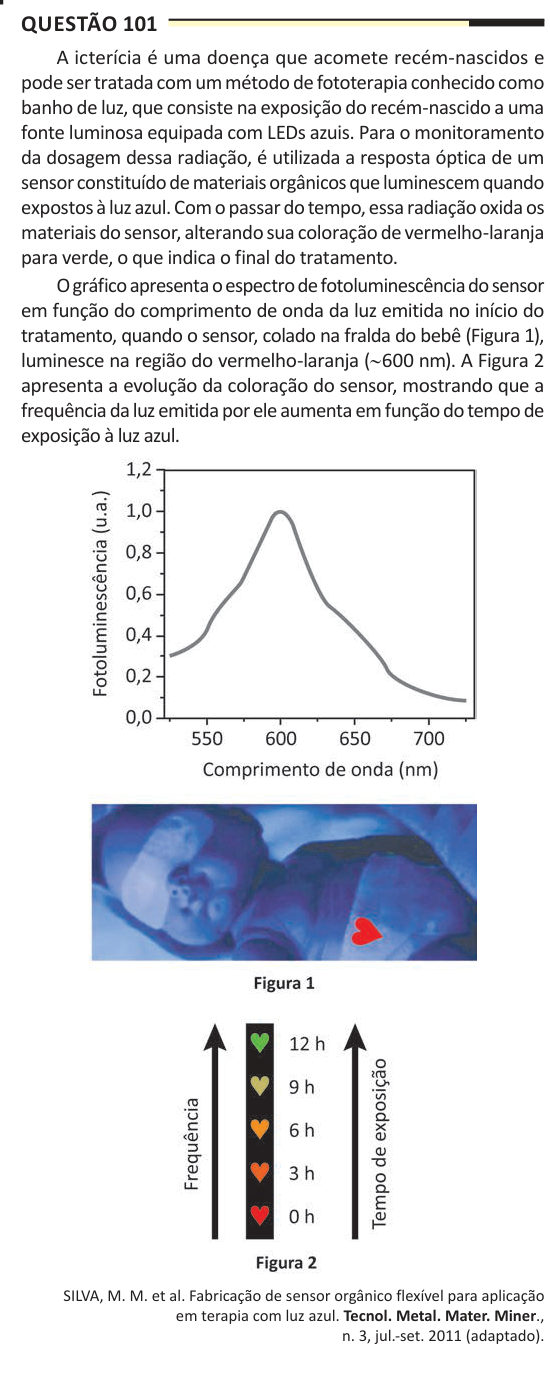 QUESTÃO 101
A icterícia é uma doença que acomete recém-nascidos e
pode ser tratada com um método de fototerapia conhecido como
banho de luz, que consiste na exposição do recém-nascido a uma
fonte luminosa equipada com LEDs azuis. Para o monitoramento
da dosagem dessa radiação, é utilizada a resposta óptica de um
sensor constituído de materiais orgânicos que luminescem quando
expostos à luz azul. Com o passar do tempo, essa radiação oxida os
materiais do sensor, alterando sua coloração de vermelho-laranja
para verde, o que indica o final do tratamento.
O gráfico apresenta o espectro de fotoluminescência do sensor
em função do comprimento de onda da luz emitida no início do
tratamento, quando o sensor, colado na fralda do bebê (Figura 1),
luminesce na região do vermelho-laranja (~600 nm). A Figura 2
apresenta a evolução da coloração do sensor, mostrando que a
frequência da luz emitida por ele aumenta em função do tempo de
exposição à luz azul.
Fotoluminescência (u.a.)
1,2
1,0
0,8
0,6
0,4
0,2
0,0
550 600 650 700
Comprimento de onda (nm)
Figura 1
Frequência
12 h
9 h
6 h
3 h
0 h
Tempo de exposição
Figura 2
SILVA, M. M. et al. Fabricação de sensor orgânico flexível para aplicação
em terapia com luz azul. Tecnol. Metal. Mater. Miner.,
n. 3, jul.-set. 2011 (adaptado).